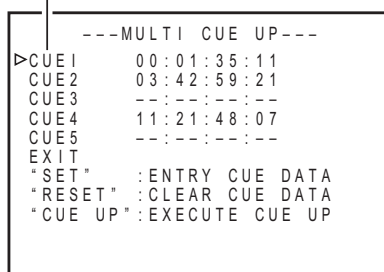 ---MULTI CUE UP---
▷CUE1 00:01:35:11
CUE2 03:42:59:21
CUE3 --:--:--:--
CUE4 11:21:48:07
CUE5 --:--:--:--
EXIT
“SET” :ENTRY CUE DATA
“RESET” :CLEAR CUE DATA
“CUE UP”:EXECUTE CUE UP